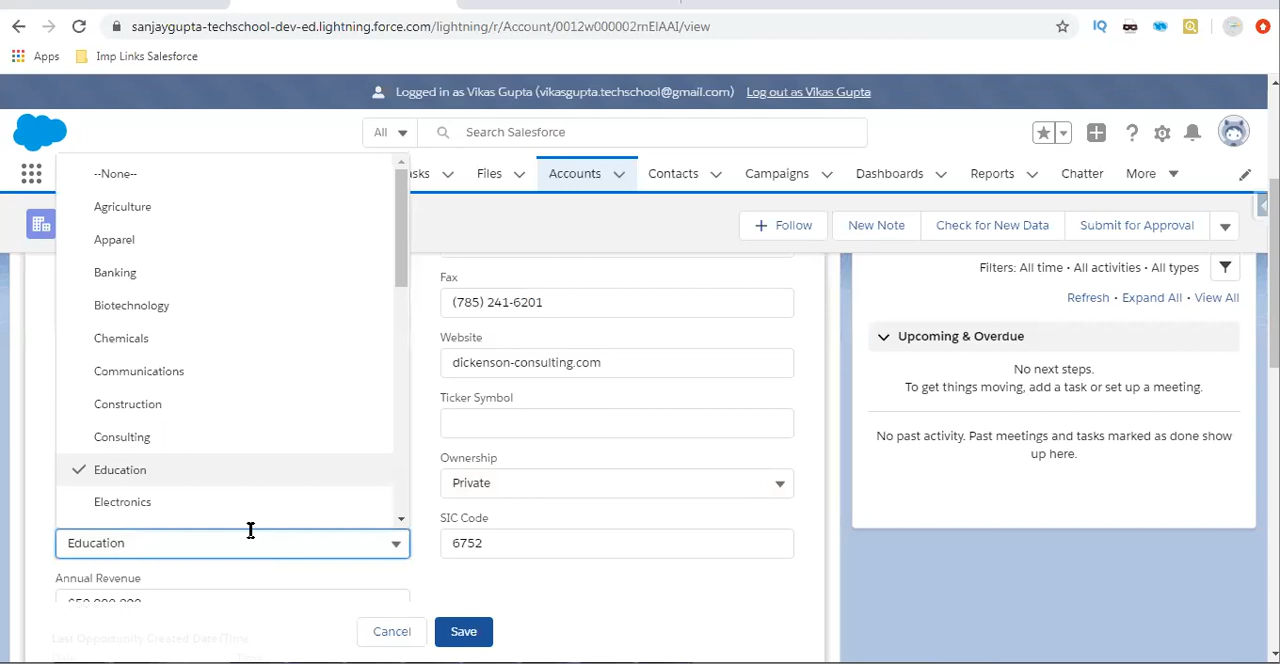 sanjaygupta-techschool-dev-ed.lightning.force.com/lightning/r/Account/0012w000002mEIAAI/view
Apps
Imp Links Salesforce
Logged in as Vikas Gupta (vikasgupta.techschool@gmail.com)
Log out as Vikas Gupta
All
Search Salesforce
Files
Accounts
Contacts
Campaigns
Dashboards
Reports
Chatter
More
--None--
Agriculture
Apparel
Banking
Biotechnology
Chemicals
Communications
Construction
Consulting
Education
Electronics
Education
Annual Revenue
Follow
New Note
Check for New Data
Submit for Approval
Fax
(785) 241-6201
Website
dickenson-consulting.com
Ticker Symbol
Ownership
Private
SIC Code
6752
Filters: All time • All activities • All types
Refresh • Expand All • View All
Upcoming & Overdue
No next steps.
To get things moving, add a task or set up a meeting.
No past activity. Past meetings and tasks marked as done show
up here.
Last Opportunity Created Date/Time
Cancel
Save